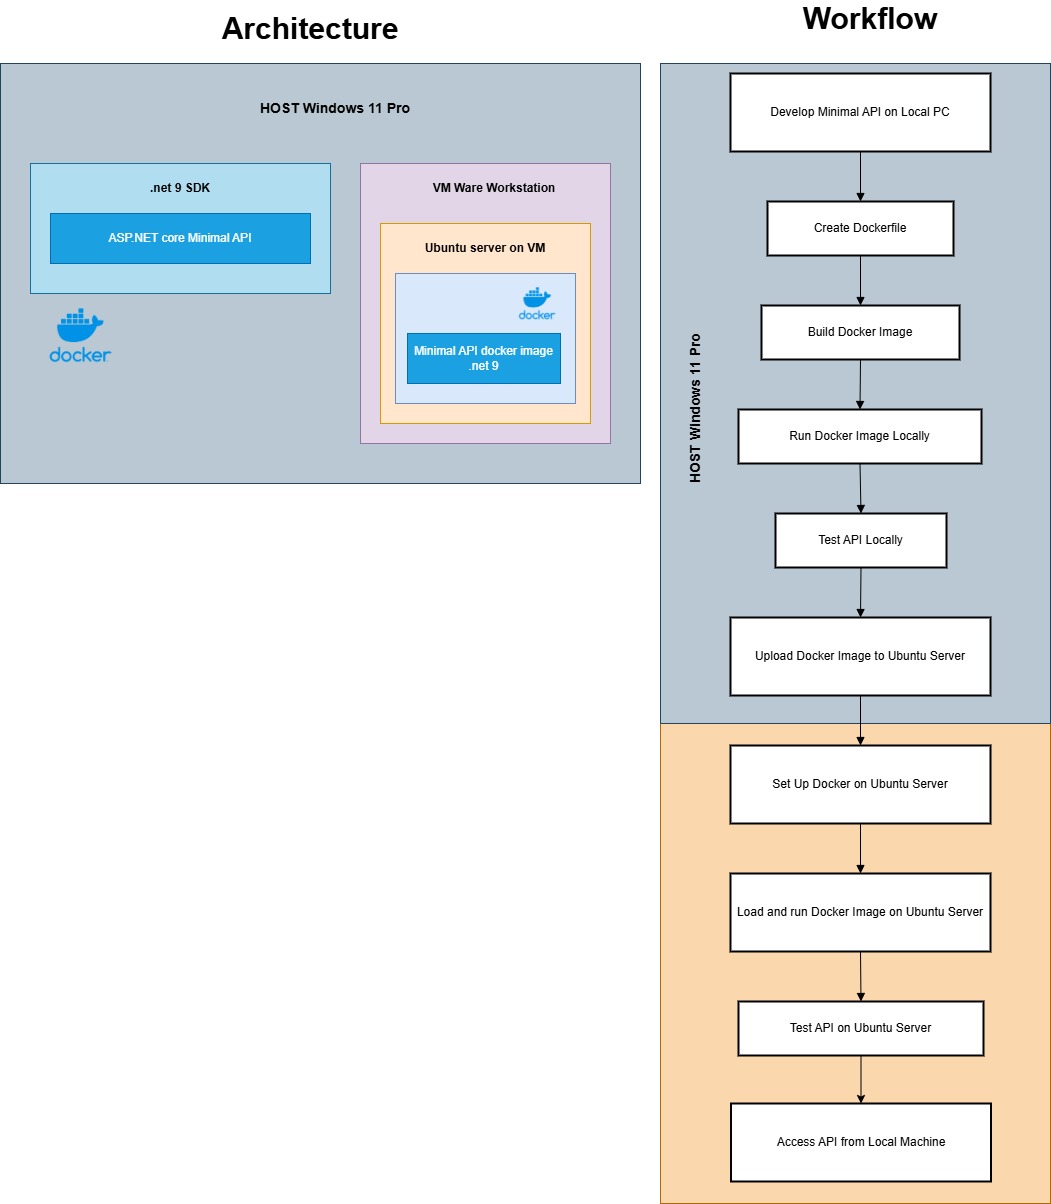 Architecture
HOST Windows 11 Pro
.net 9 SDK
ASP.NET core Minimal API
docker
VM Ware Workstation
Ubuntu server on VM
docker
Minimal API docker image
.net 9
Workflow
HOST Windows 11 Pro
Develop Minimal API on Local PC
Create Dockerfile
Build Docker Image
Run Docker Image Locally
Test API Locally
Upload Docker Image to Ubuntu Server
Set Up Docker on Ubuntu Server
Load and run Docker Image on Ubuntu Server
Test API on Ubuntu Server
Access API from Local Machine